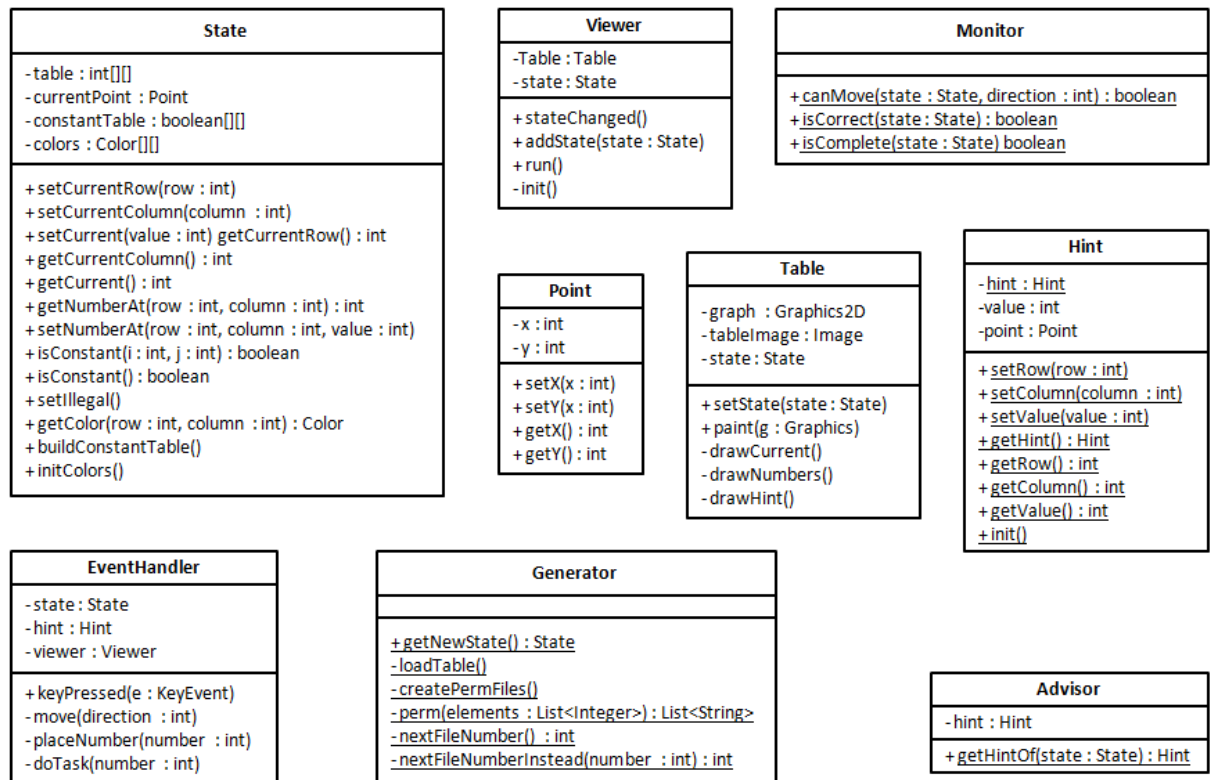 State
- table : int[][]
- currentPoint : Point
- constantTable : boolean[][]
- colors : Color[][]
+ setCurrentRow(row : int)
+ setCurrentColumn(column : int)
+ setCurrent(value : int) getCurrentRow() : int
+ getCurrentColumn() : int
+ getCurrent() : int
+ getNumberAt(row : int, column : int) : int
+ setNumberAt(row : int, column : int, value : int)
+ isConstant(i : int, j : int) : boolean
+ isConstant() : boolean
+ setIllegal()
+ getColor(row : int, column : int) : Color
+ buildConstantTable()
+ initColors()
Viewer
-Table : Table
- state : State
+ stateChanged()
+ addState(state : State)
+ run()
- init()
Monitor
+ canMove(state : State, direction : int) : boolean
+ isCorrect(state : State) : boolean
+ isComplete(state : State) boolean
Point
- x : int
- y : int
+ setX(x : int)
+ setY(x : int)
+ getX() : int
+ getY() : int
Table
- graph : Graphics2D
- tableImage : Image
- state : State
+ setState(state : State)
+ paint(g : Graphics)
- drawCurrent()
- drawNumbers()
- drawHint()
Hint
- hint : Hint
- value : int
- point : Point
+ setRow(row : int)
+ setColumn(column : int)
+ setValue(value : int)
+ getHint() : Hint
+ getRow() : int
+ getColumn() : int
+ getValue() : int
+ init()
EventHandler
- state : State
- hint : Hint
- viewer : Viewer
+ keyPressed(e : KeyEvent)
- move(direction : int)
- placeNumber(number : int)
- doTask(number : int)
Generator
+ getNewState() : State
- loadTable()
- createPermFiles()
- perm(elements : List<Integer>) : List<String>
- nextFileNumber() : int
- nextFileNumberInstead(number : int) : int
Advisor
- hint : Hint
+ getHintOf(state : State) : Hint